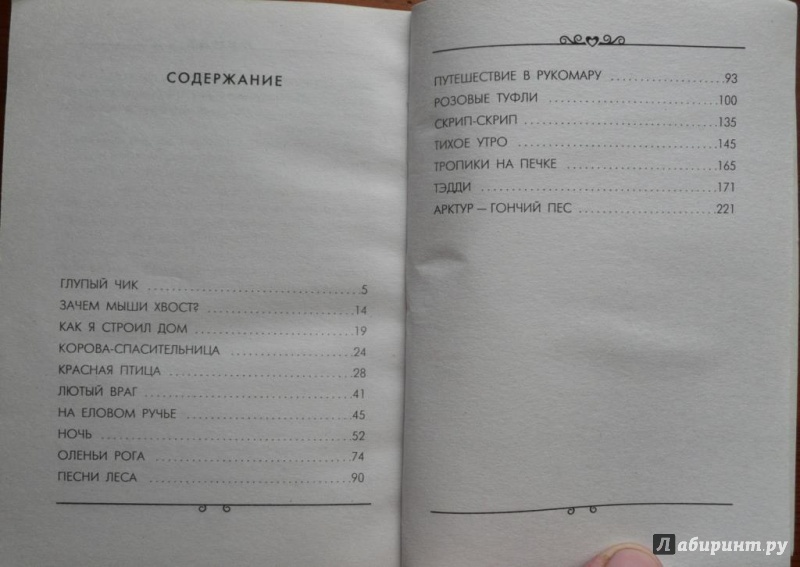 СОДЕРЖАНИЕ
ГЛУПЫЙ ЧИК ........ 5
ЗАЧЕМ МЫШИ ХВОСТ? ........ 14
КАК Я СТРОИЛ ДОМ ........ 19
КОРОВА-СПАСИТЕЛЬНИЦА ........ 24
КРАСНАЯ ПТИЦА ........ 28
ЛЮТЫЙ ВРАГ ........ 41
НА ЕЛОВОМ РУЧЬЕ ........ 45
НОЧЬ ........ 52
ОЛЕНЬИ РОГА ........ 74
ПЕСНИ ЛЕСА ........ 90
ПУТЕШЕСТВИЕ В РУКОМАРУ ........ 93
РОЗОВЫЕ ТУФЛИ ........ 100
СКРИП-СКРИП ........ 135
ТИХОЕ УТРО ........ 145
ТРОПИКИ НА ПЕЧКЕ ........ 165
ТЭДДИ ........ 171
АРКТУР — ГОНЧИЙ ПЕС ........ 221
Лабиринт.ру